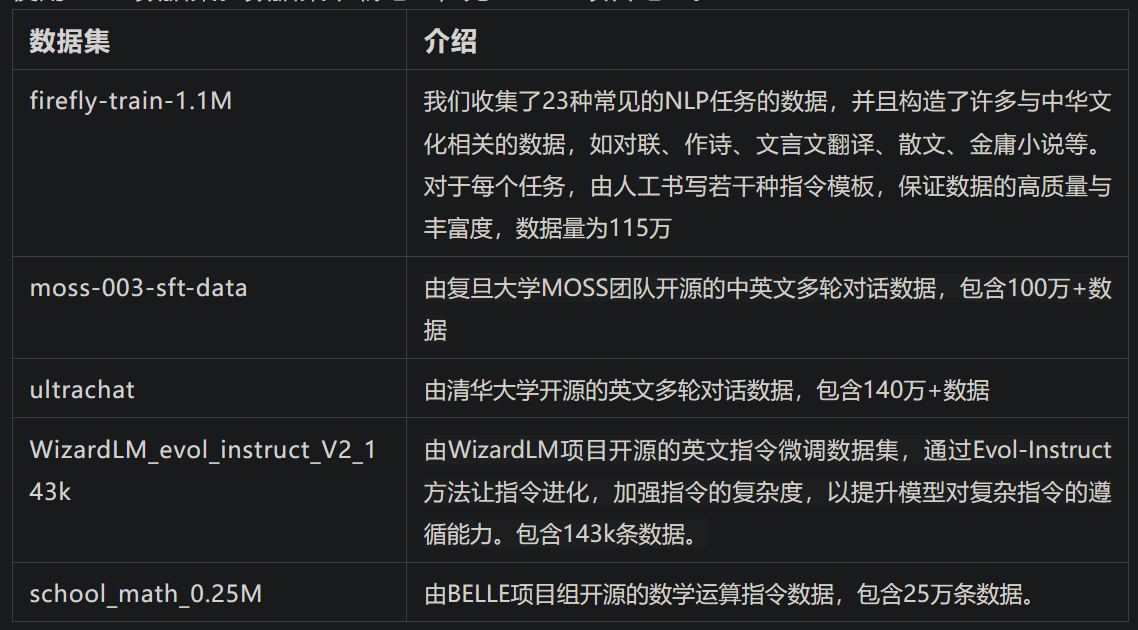 数据集
介绍
firefly-train-1.1M
我们收集了23种常见的NLP任务的数据，并且构造了许多与中华文
化相关的数据，如对联、作诗、文言文翻译、散文、金庸小说等。
对于每个任务，由人工书写若干种指令模板，保证数据的高质量与
丰富度，数据量为115万
moss-003-sft-data
由复旦大学MOSS团队开源的中英文多轮对话数据，包含100万+数
据
ultrachat
由清华大学开源的英文多轮对话数据，包含140万+数据
WizardLM_evol_instruct_V2_1
43k
由WizardLM项目开源的英文指令微调数据集，通过Evol-Instruct
方法让指令进化，加强指令的复杂度，以提升模型对复杂指令的遵
循能力。包含143k条数据。
school_math_0.25M
由BELLE项目组开源的数学运算指令数据，包含25万条数据。